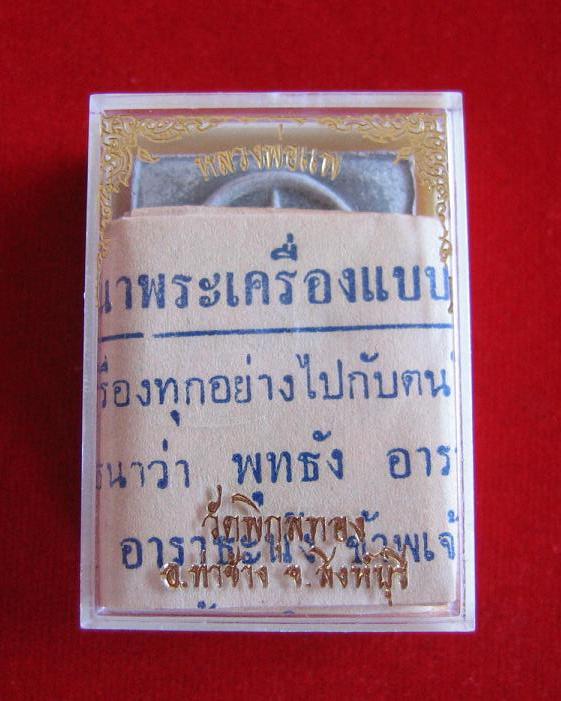 หลวงพ่อแพ
นาพระเครื่องแบบ
รื่องทุกอย่างไปกับตน
ธนาว่า พุทธัง อาร
วัดพิกุลทอง
อาราธะนัง ข้าพเจ้
อ.ท่าช้าง จ.สิงห์บุรี